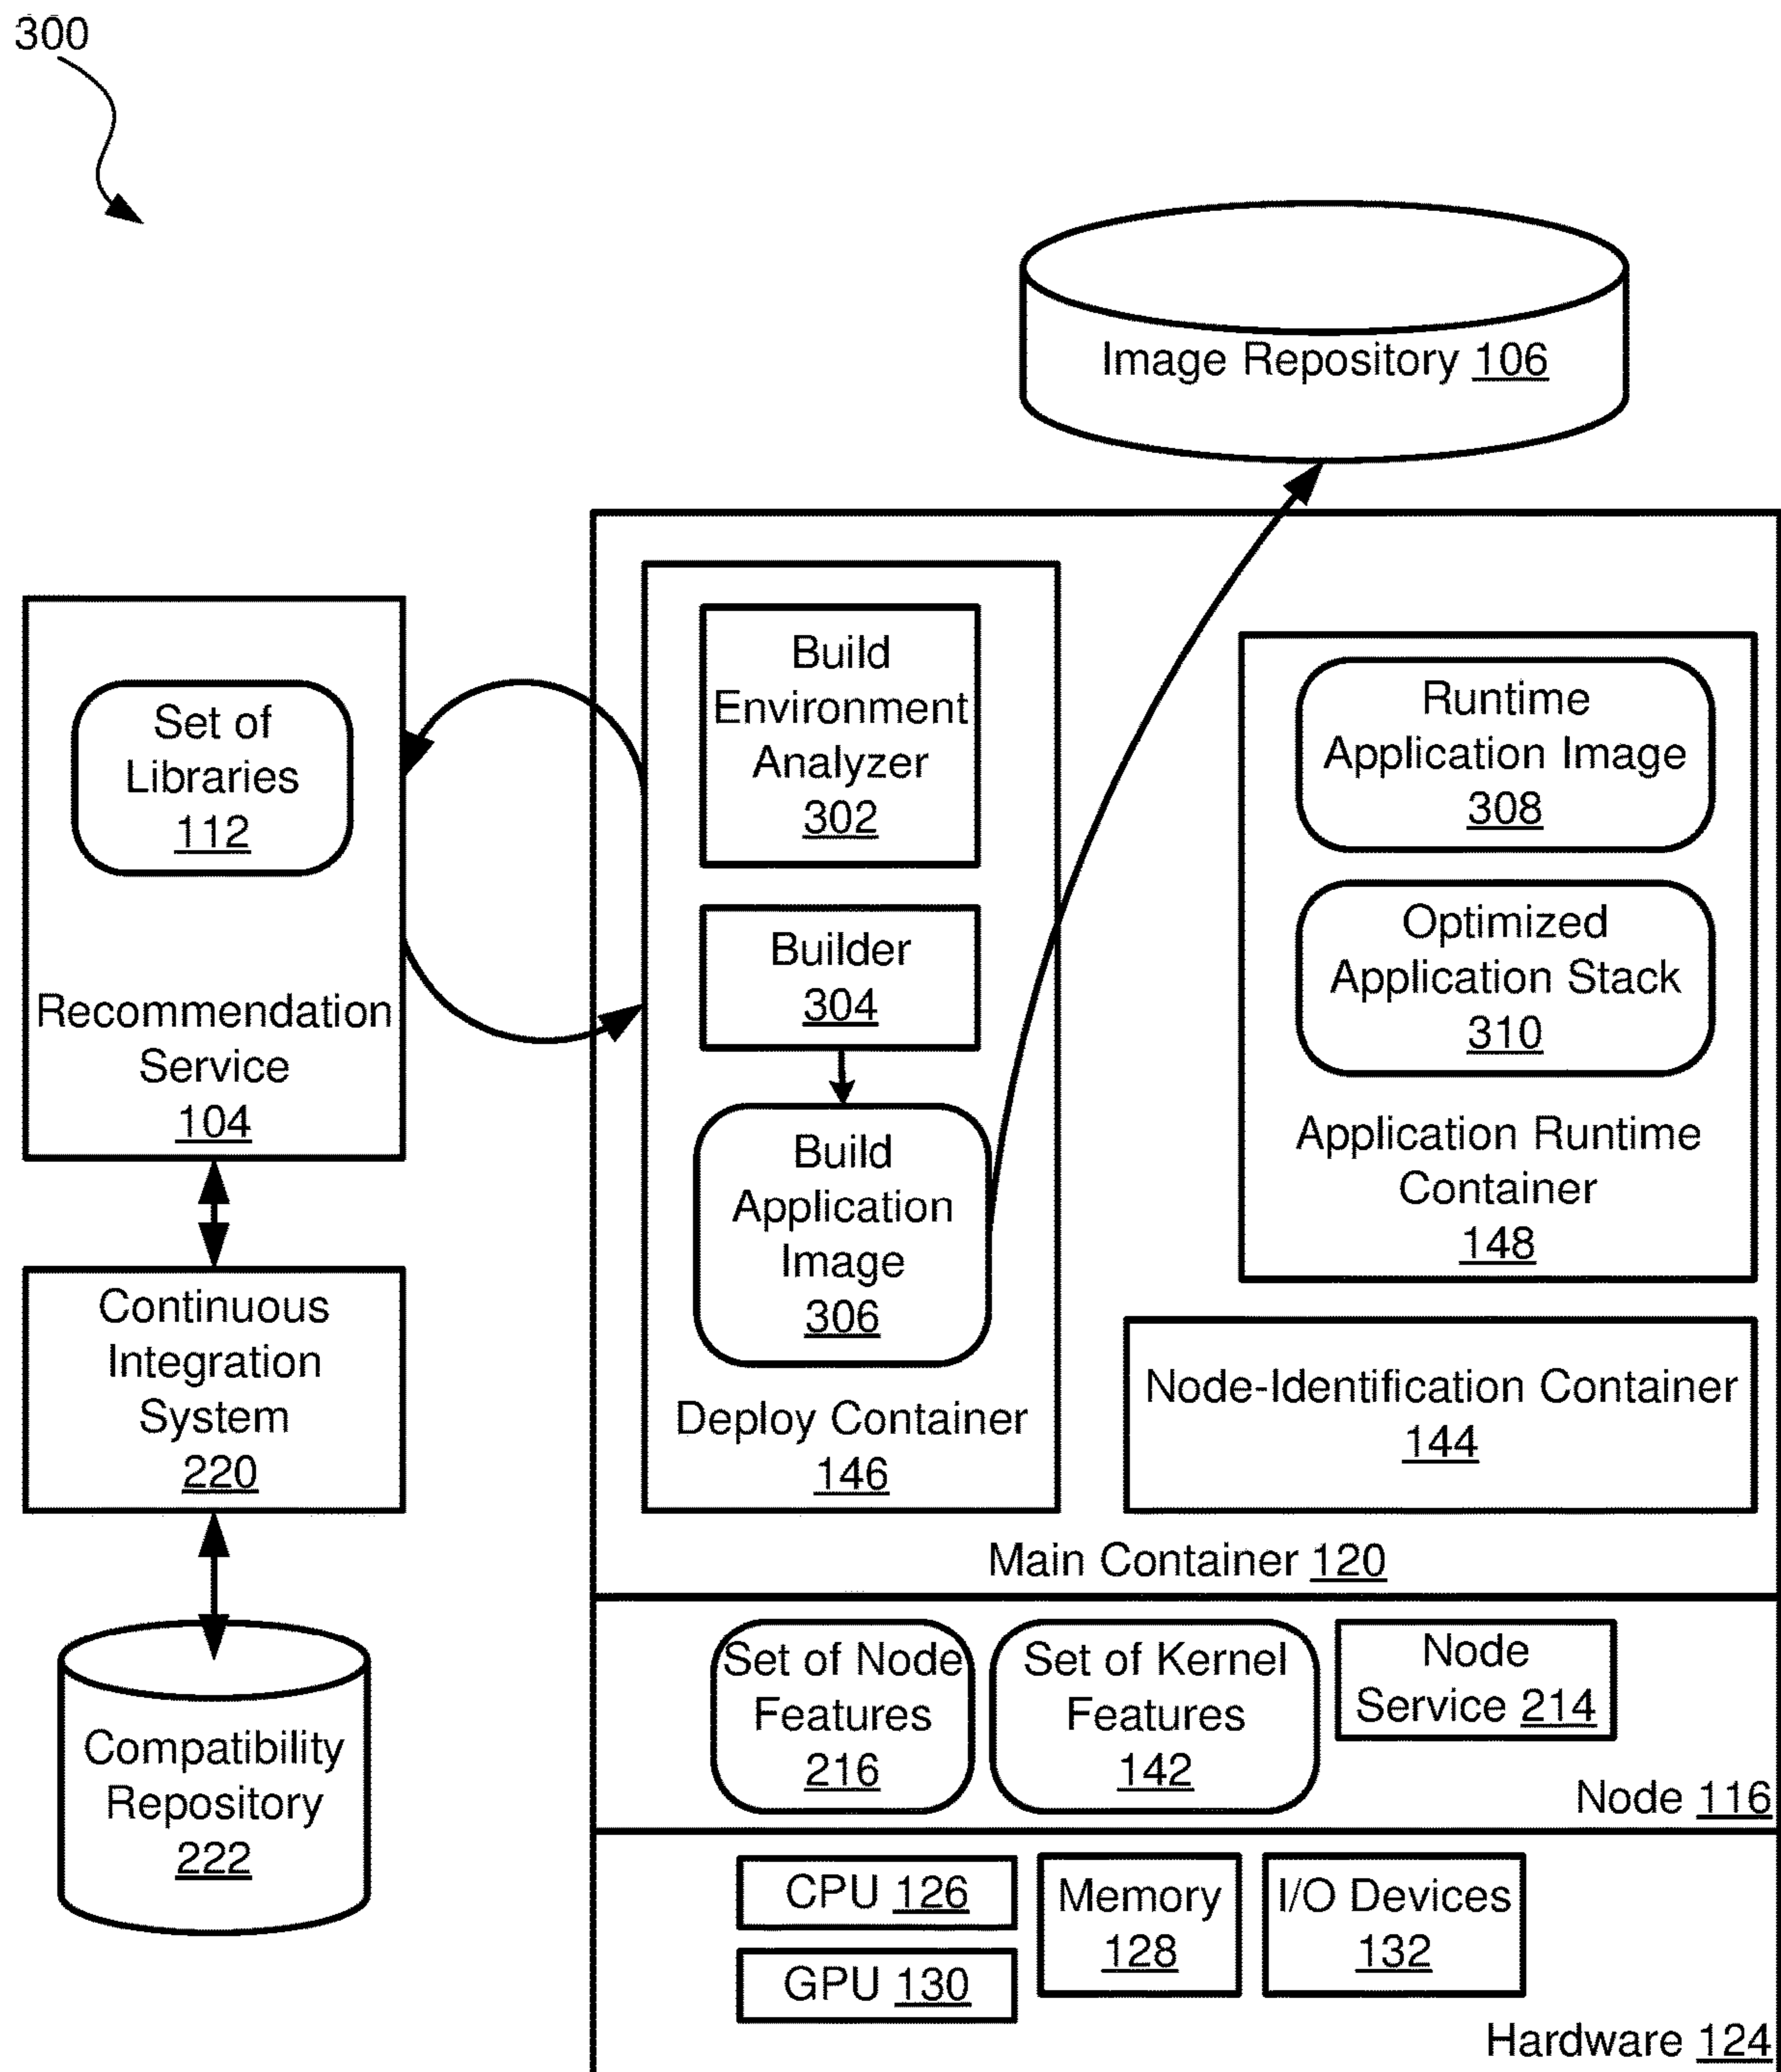 300
Image Repository 106
Set of
Libraries
112
Recommendation
Service
104
Continuous
Integration
System
220
Compatibility
Repository
222
Build
Environment
Analyzer
302
Builder
304
Build
Application
Image
306
Deploy Container
146
Runtime
Application Image
308
Optimized
Application Stack
310
Application Runtime
Container
148
Node-Identification Container
144
Main Container 120
Set of Node
Features
216
Set of Kernel
Features
142
Node
Service 214
Node 116
CPU 126
GPU 130
Memory
128
I/O Devices
132
Hardware 124